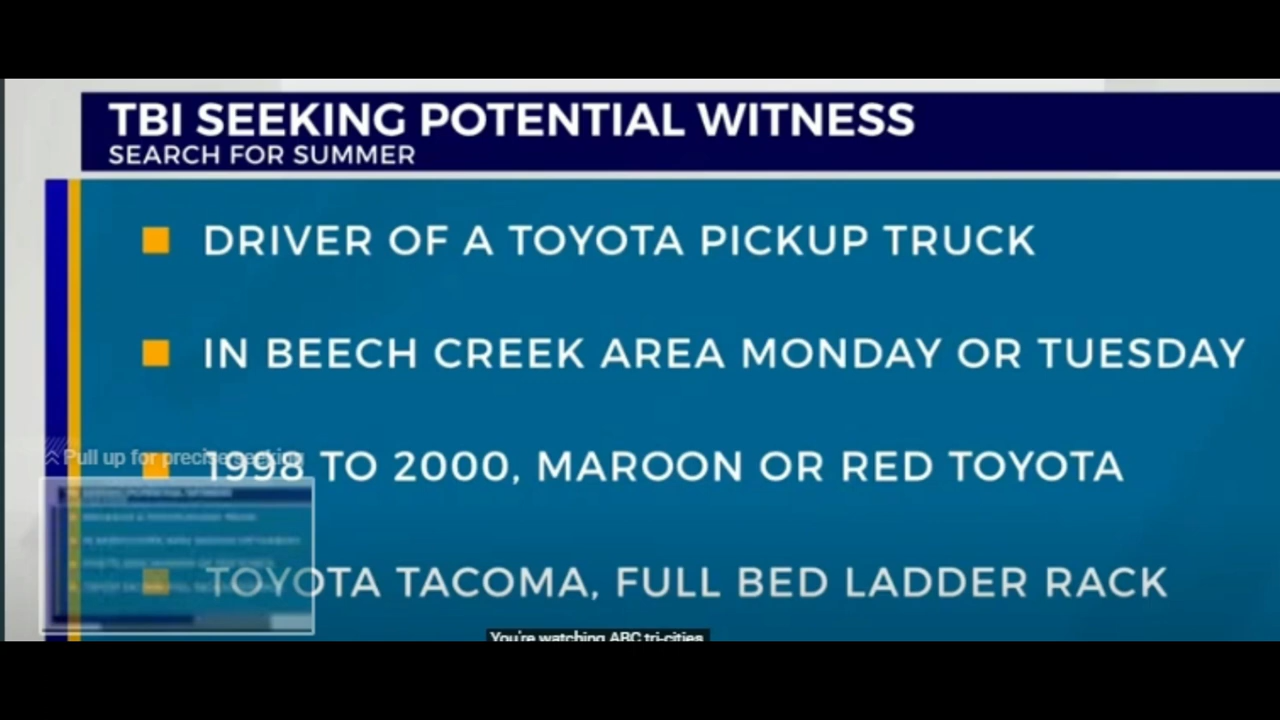 TBI SEEKING POTENTIAL WITNESS
SEARCH FOR SUMMER
DRIVER OF A TOYOTA PICKUP TRUCK
IN BEECH CREEK AREA MONDAY OR TUESDAY
Pull up for precise seeking
1998 TO 2000, MAROON OR RED TOYOTA
TOYOTA TACOMA, FULL BED LADDER RACK
You're watching ABC tri-cities